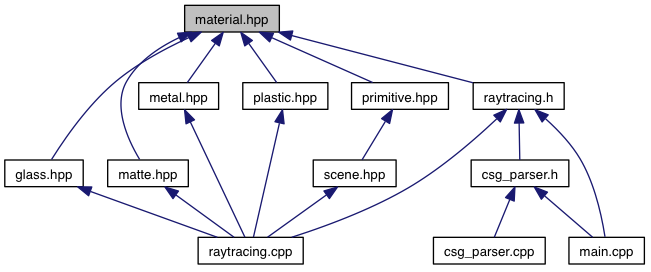 material.hpp
metal.hpp
plastic.hpp
primitive.hpp
raytracing.h
glass.hpp
matte.hpp
scene.hpp
csg_parser.h
raytracing.cpp
csg_parser.cpp
main.cpp